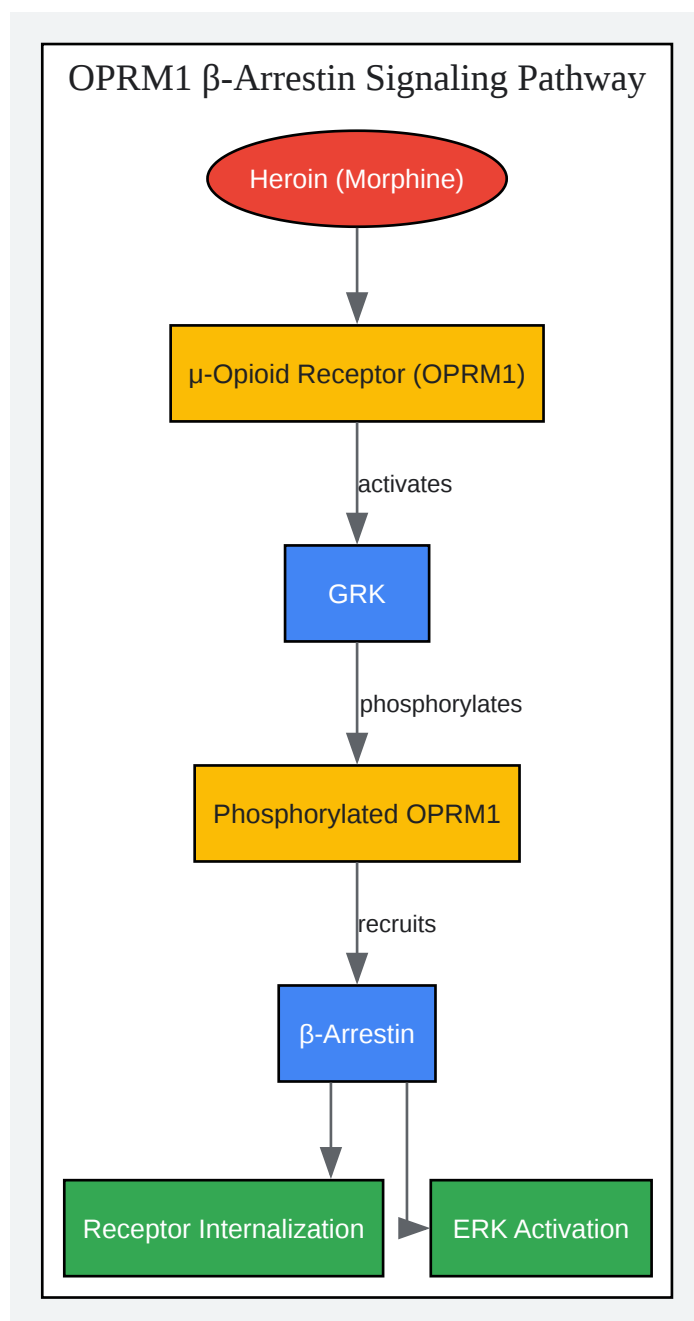 OPRM1 β-Arrestin Signaling Pathway
Heroin (Morphine)
μ-Opioid Receptor (OPRM1)
activates
GRK
phosphorylates
Phosphorylated OPRM1
recruits
β-Arrestin
Receptor Internalization
ERK Activation